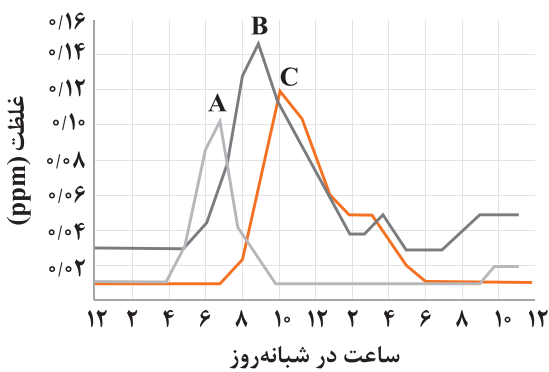 ۰/۱۶
۰/۱۴
۰/۱۲
۰/۱۰
۰/۰۸
۰/۰۶
۰/۰۴
۰/۰۲
غلظت (ppm)
A
B
C
۱۲ ۲ ۴ ۶ ۸ ۱۰ ۱۲ ۲ ۴ ۶ ۸ ۱۰ ۱۲
ساعت در شبانه‌روز